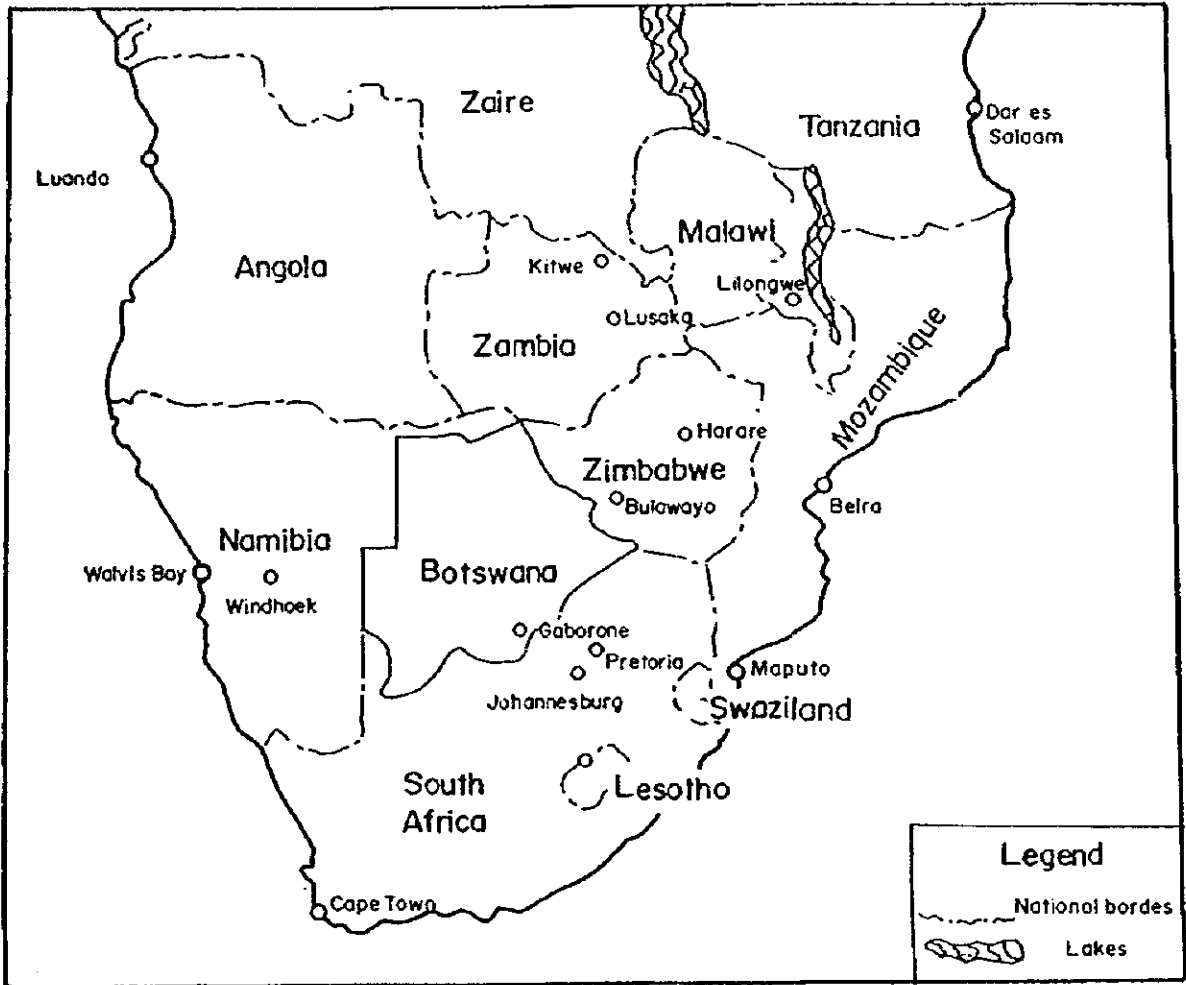 Zaire
Tanzania
Dar es
Salaam
Luanda
Malawi
Angola
Kitwe
Lilongwe
Lusaka
Zambia
Mozambique
Harare
Zimbabwe
Bulawayo
Beira
Namibia
Walvis Bay
Botswana
Windhoek
Gaborone
Pretoria
Maputo
Johannesburg
Swaziland
South
Africa
Lesotho
Cape Town
Legend
National bordes
Lakes